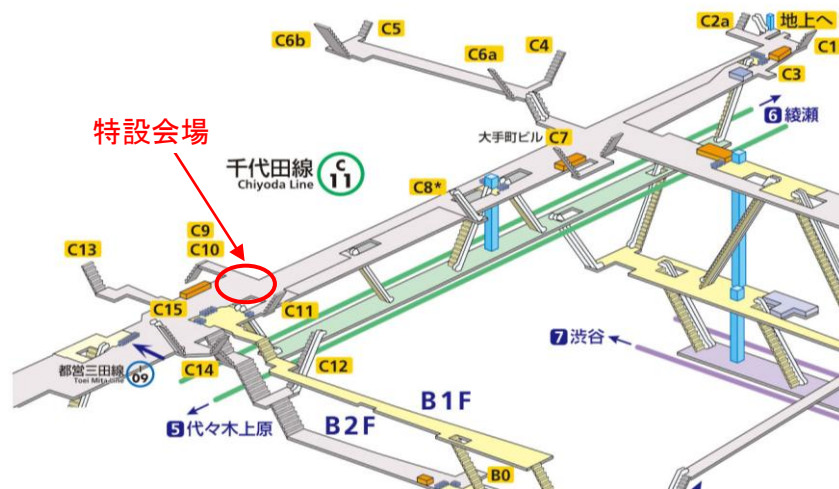 C5
C6b
C4
C6a
C2a
地上へ
C1
C3
6 綾瀬
大手町ビル
C7
特設会場
千代田線
Chiyoda Line
C
11
C8*
C9
C10
C13
C15
C11
C12
C14
都営三田線
Toei Mita Line
I
09
5 代々木上原
B1F
B2F
B0
7 渋谷